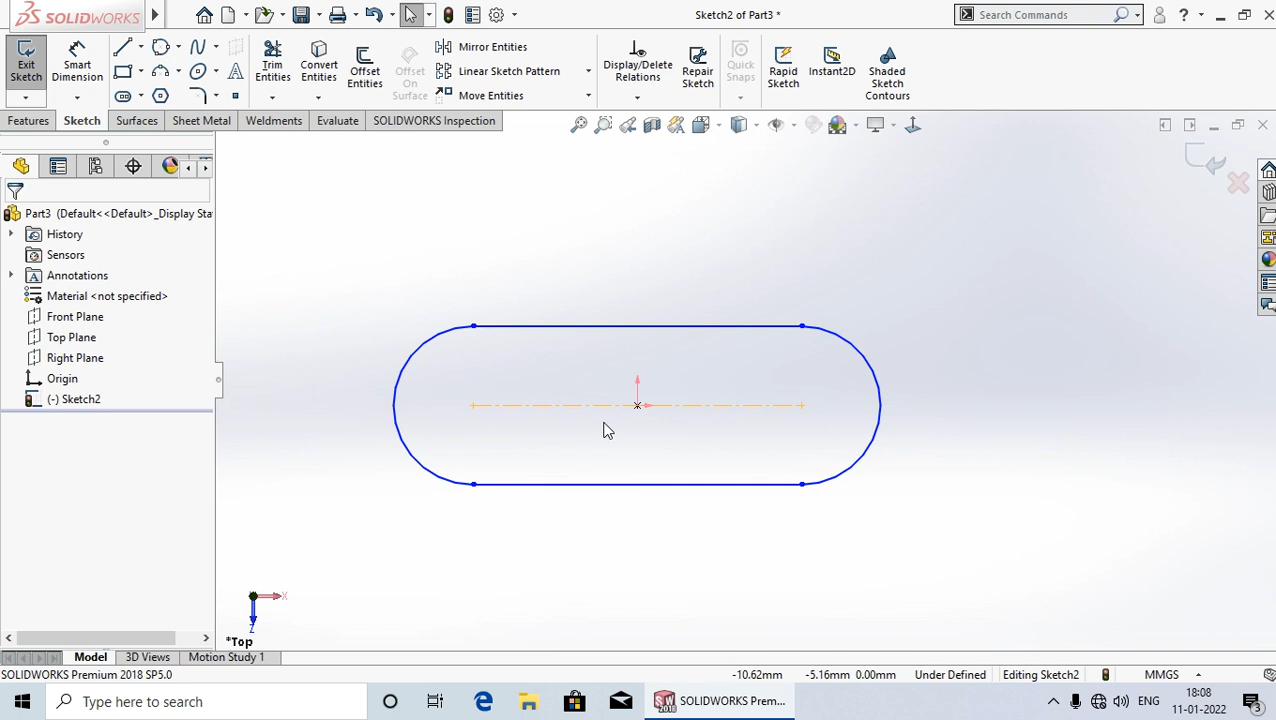 SOLIDWORKS
Sketch2 of Part3 *
Search Commands
?
Exit Sketch
Smart Dimension
Trim Entities
Convert Entities
Offset Entities
Offset On Surface
Mirror Entities
Linear Sketch Pattern
Move Entities
Display/Delete Relations
Repair Sketch
Quick Snaps
Rapid Sketch
Instant2D
Shaded Sketch Contours
Features
Sketch
Surfaces
Sheet Metal
Weldments
Evaluate
SOLIDWORKS Inspection
Part3 (Default<<Default>_Display Sta
History
Sensors
Annotations
Material <not specified>
Front Plane
Top Plane
Right Plane
Origin
(-) Sketch2
X
Z
*Top
Model
3D Views
Motion Study 1
SOLIDWORKS Premium 2018 SP5.0
-10.62mm
-5.16mm 0.00mm
Under Defined
Editing Sketch2
MMGS
Type here to search
SOLIDWORKS Prem...
ENG
18:08
11-01-2022
3